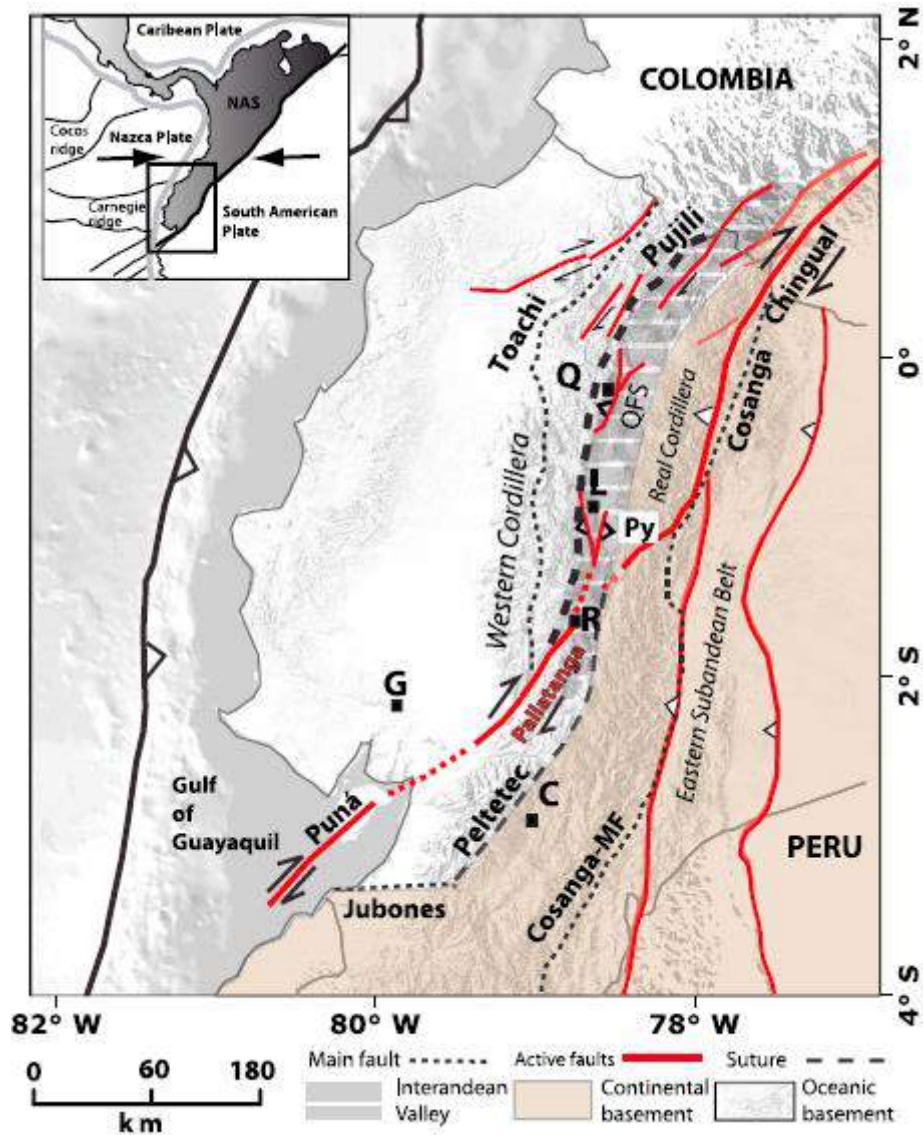 Caribean Plate
NAS
Cocos
ridge
Nazca Plate
Carnegie
ridge
South American
Plate
COLOMBIA
2° N
Pujilí
Chingual
Toachi
0°
Q
QFS
Cosanga
Real Cordillera
L
Western Cordillera
Py
R
2° S
Pallatanga
G
Eastern Subandean Belt
Gulf
of
Guayaquil
Puná
Peltetec
C
PERU
Cosanga-MF
Jubones
4° S
82° W
80° W
78° W
Main fault
Active faults
Suture
0 60 180
km
Interandean
Valley
Continental
basement
Oceanic
basement